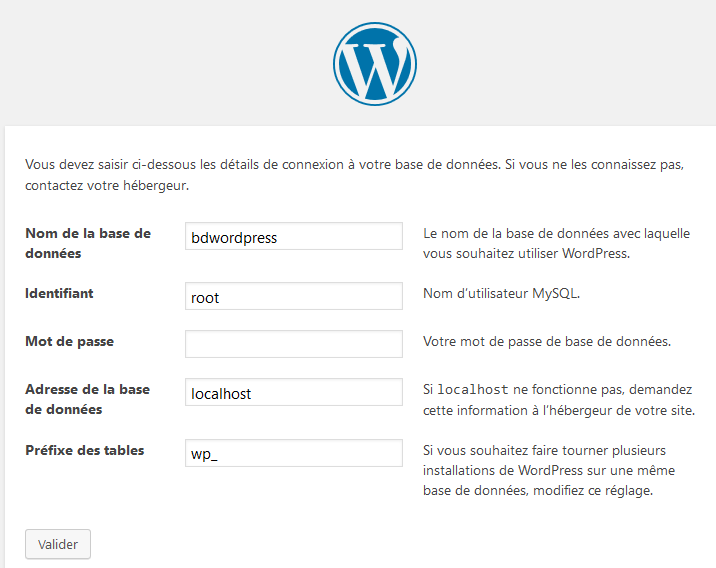 Vous devez saisir ci-dessous les détails de connexion à votre base de données. Si vous ne les connaissez pas,
contactez votre hébergeur.
Nom de la base de
données
bdwordpress
Le nom de la base de données avec laquelle
vous souhaitez utiliser WordPress.
Identifiant
root
Nom d’utilisateur MySQL.
Mot de passe
Votre mot de passe de base de données.
Adresse de la base
de données
localhost
Si localhost ne fonctionne pas, demandez
cette information à l’hébergeur de votre site.
Préfixe des tables
wp_
Si vous souhaitez faire tourner plusieurs
installations de WordPress sur une même
base de données, modifiez ce réglage.
Valider